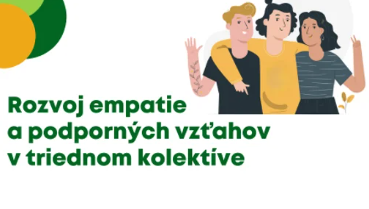 Rozvoj empatie
a podporných vzťahov
v triednom kolektíve